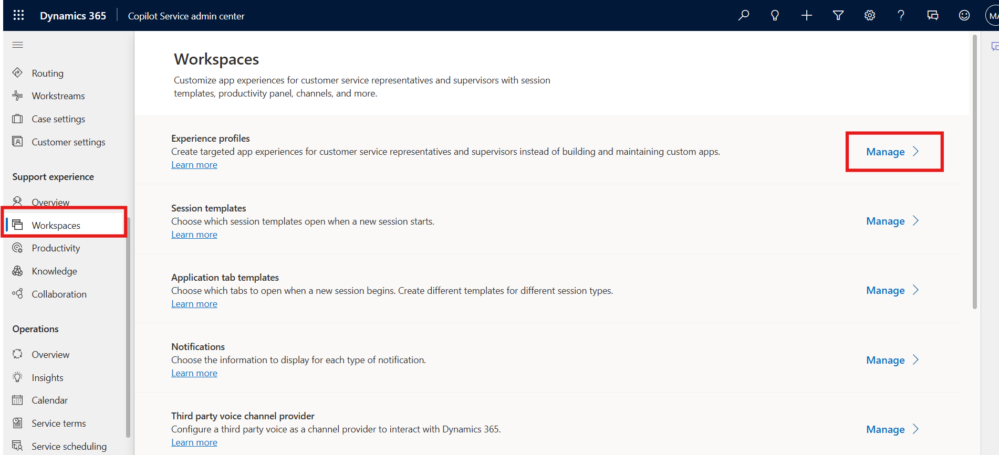 Dynamics 365
Copilot Service admin center
Routing
Workstreams
Case settings
Customer settings
Support experience
Overview
Workspaces
Productivity
Knowledge
Collaboration
Operations
Overview
Insights
Calendar
Service terms
Service scheduling
Workspaces
Customize app experiences for customer service representatives and supervisors with session
templates, productivity panel, channels, and more.
Experience profiles
Create targeted app experiences for customer service representatives and supervisors instead of building and maintaining custom apps.
Learn more
Manage
Session templates
Choose which session templates open when a new session starts.
Learn more
Manage
Application tab templates
Choose which tabs to open when a new session begins. Create different templates for different session types.
Learn more
Manage
Notifications
Choose the information to display for each type of notification.
Learn more
Manage
Third party voice channel provider
Configure a third party voice as a channel provider to interact with Dynamics 365.
Learn more
Manage